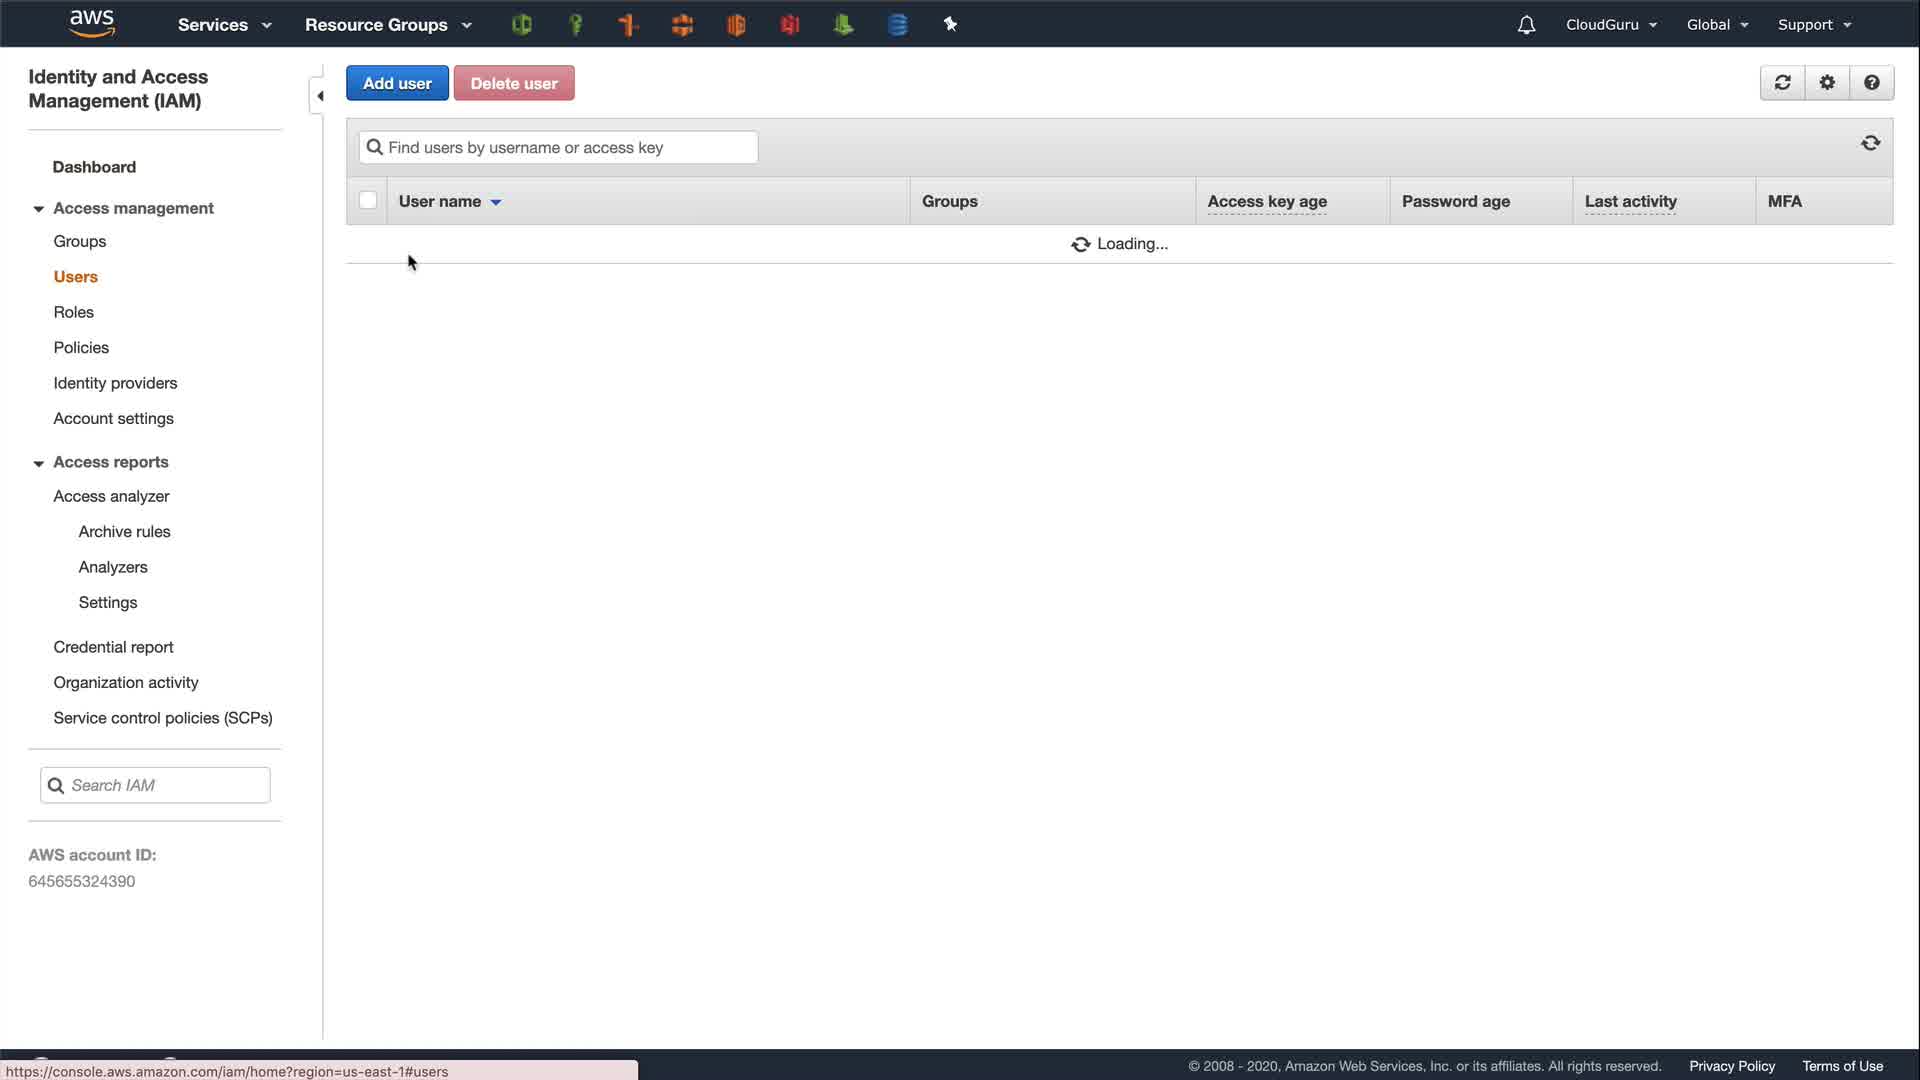 aws Services Resource Groups CloudGuru Global Support
Identity and Access
Management (IAM)
Dashboard
Access management
Groups
Users
Roles
Policies
Identity providers
Account settings
Access reports
Access analyzer
Archive rules
Analyzers
Settings
Credential report
Organization activity
Service control policies (SCPs)
Search IAM
AWS account ID:
645655324390
Add user Delete user
Find users by username or access key
User name Groups Access key age Password age Last activity MFA
Loading...
© 2008 - 2020, Amazon Web Services, Inc. or its affiliates. All rights reserved. Privacy Policy Terms of Use
https://console.aws.amazon.com/iam/home?region=us-east-1#users